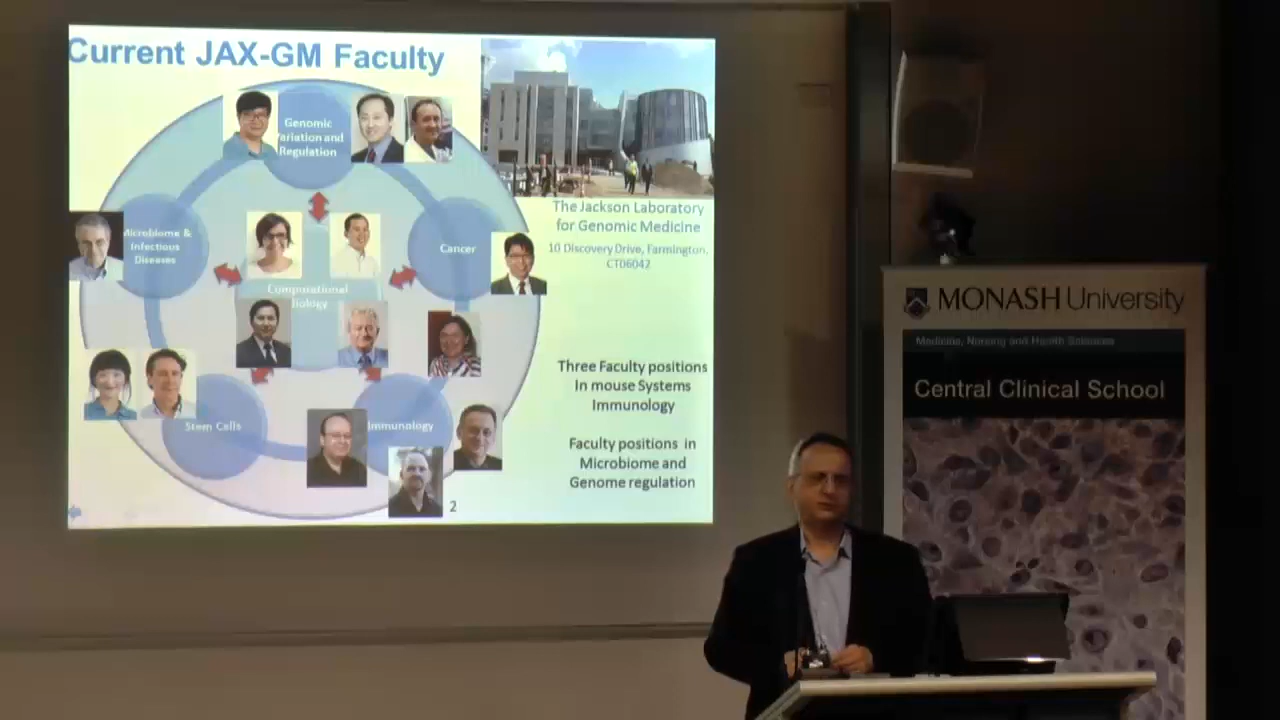 Current JAX-GM Faculty
Genomic
Variation and
Regulation
Microbiome &
Infectious
Diseases
Cancer
Computational
Biology
Stem Cells
Immunology
2
The Jackson Laboratory
for Genomic Medicine
10 Discovery Drive, Farmington,
CT06042
Three Faculty positions
In mouse Systems
Immunology
Faculty positions in
Microbiome and
Genome regulation
MONASH University
Medicine, Nursing and Health Sciences
Central Clinical School